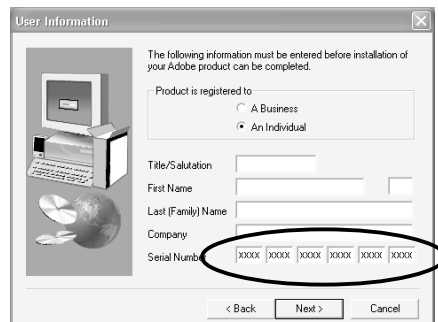 User Information
The following information must be entered before installation of
your Adobe product can be completed.
Product is registered to
A Business
An Individual
Title/Salutation
First Name
Last (Family) Name
Company
Serial Number xxxx xxxx xxxx xxxx xxxx xxxx
< Back Next > Cancel